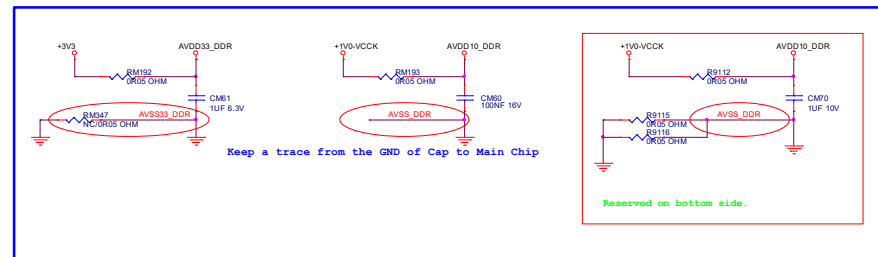 +3V3
AVDD33_DDR
RM192
0R05 OHM
CM61
1UF 6.3V
RM347
NC/0R05 OHM
AVSS33_DDR
+1V0-VCCK
AVDD10_DDR
RM193
0R05 OHM
CM60
100NF 16V
AVSS_DDR
Keep a trace from the GND of Cap to Main Chip
+1V0-VCCK
AVDD10_DDR
R9112
0R05 OHM
CM70
1UF 10V
R9115
0R05 OHM
R9116
0R05 OHM
AVSS_DDR
Reserved on bottom side.